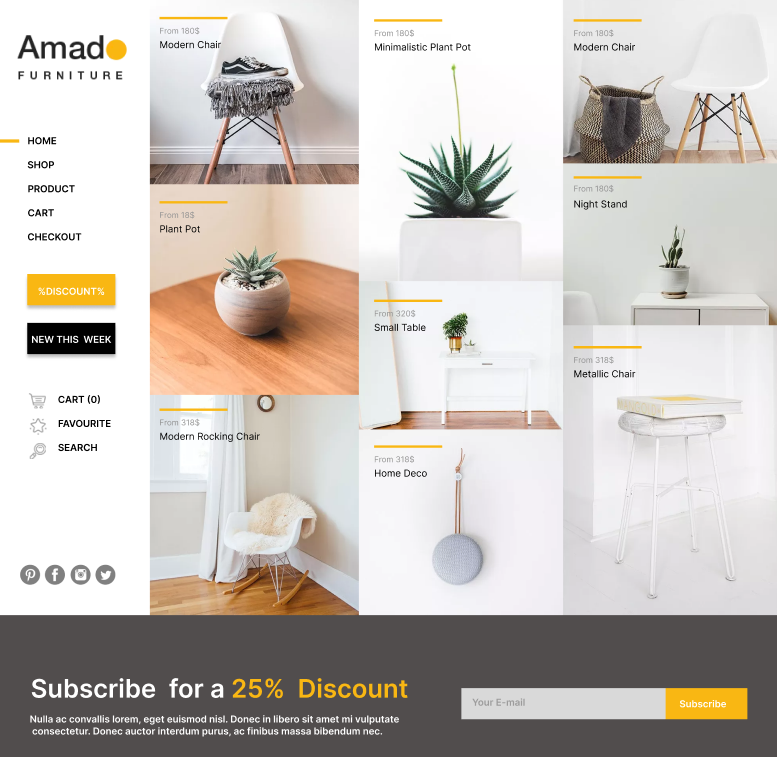 Amado
FURNITURE
HOME
SHOP
PRODUCT
CART
CHECKOUT
%DISCOUNT%
NEW THIS WEEK
CART (0)
FAVOURITE
SEARCH
From 180$
Modern Chair
From 18$
Plant Pot
From 318$
Modern Rocking Chair
From 180$
Minimalistic Plant Pot
From 320$
Small Table
From 318$
Home Deco
From 180$
Modern Chair
From 180$
Night Stand
From 318$
Metallic Chair
Subscribe for a 25% Discount
Nulla ac convallis lorem, eget euismod nisl. Donec in libero sit amet mi vulputate
consectetur. Donec auctor interdum purus, ac finibus massa bibendum nec.
Your E-mail
Subscribe